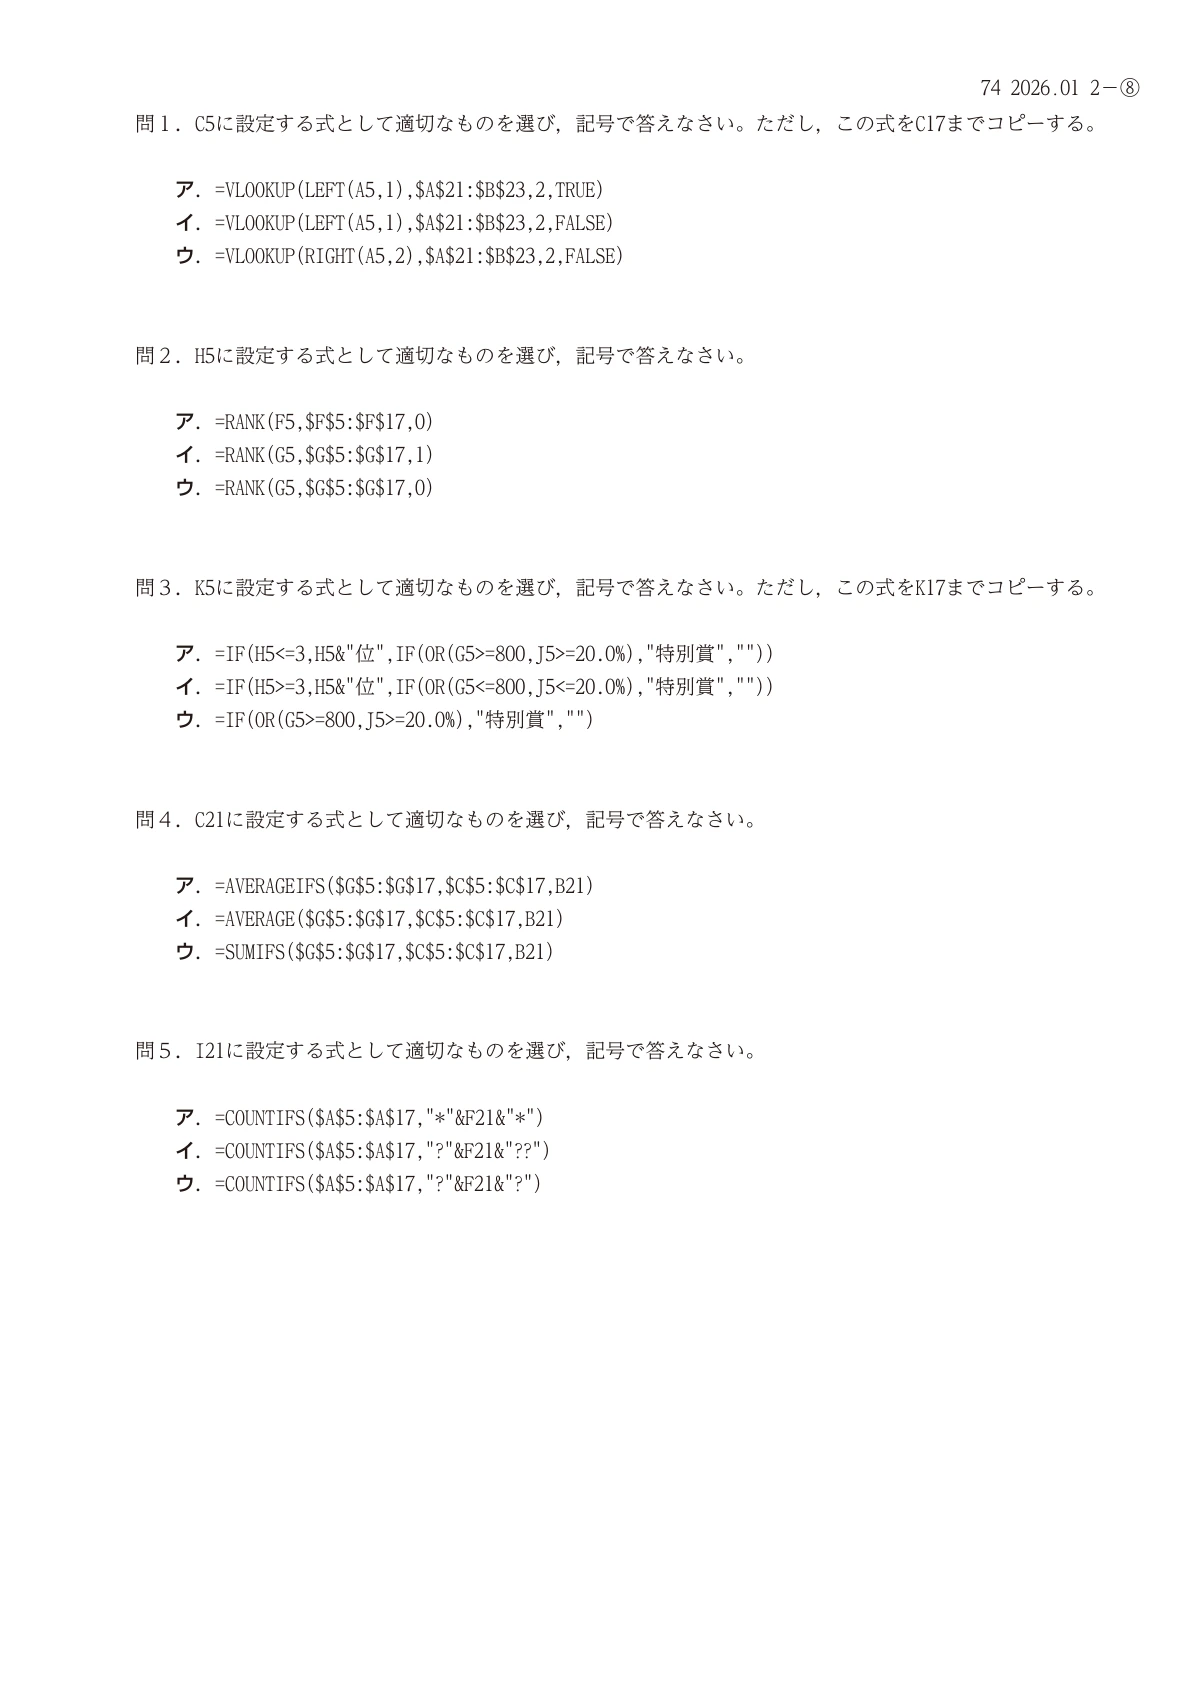 74 2026.01 2－⑧
問１．C5に設定する式として適切なものを選び，記号で答えなさい。ただし，この式をC17までコピーする。
ア．=VLOOKUP(LEFT(A5,1),$A$21:$B$23,2,TRUE)
イ．=VLOOKUP(LEFT(A5,1),$A$21:$B$23,2,FALSE)
ウ．=VLOOKUP(RIGHT(A5,2),$A$21:$B$23,2,FALSE)
問２．H5に設定する式として適切なものを選び，記号で答えなさい。
ア．=RANK(F5,$F$5:$F$17,0)
イ．=RANK(G5,$G$5:$G$17,1)
ウ．=RANK(G5,$G$5:$G$17,0)
問３．K5に設定する式として適切なものを選び，記号で答えなさい。ただし，この式をK17までコピーする。
ア．=IF(H5<=3,H5&"位",IF(OR(G5>=800,J5>=20.0%),"特別賞",""))
イ．=IF(H5>=3,H5&"位",IF(OR(G5<=800,J5<=20.0%),"特別賞",""))
ウ．=IF(OR(G5>=800,J5>=20.0%),"特別賞","")
問４．C21に設定する式として適切なものを選び，記号で答えなさい。
ア．=AVERAGEIFS($G$5:$G$17,$C$5:$C$17,B21)
イ．=AVERAGE($G$5:$G$17,$C$5:$C$17,B21)
ウ．=SUMIFS($G$5:$G$17,$C$5:$C$17,B21)
問５．I21に設定する式として適切なものを選び，記号で答えなさい。
ア．=COUNTIFS($A$5:$A$17,"*"&F21&"*")
イ．=COUNTIFS($A$5:$A$17,"?"&F21&"??")
ウ．=COUNTIFS($A$5:$A$17,"?"&F21&"?")